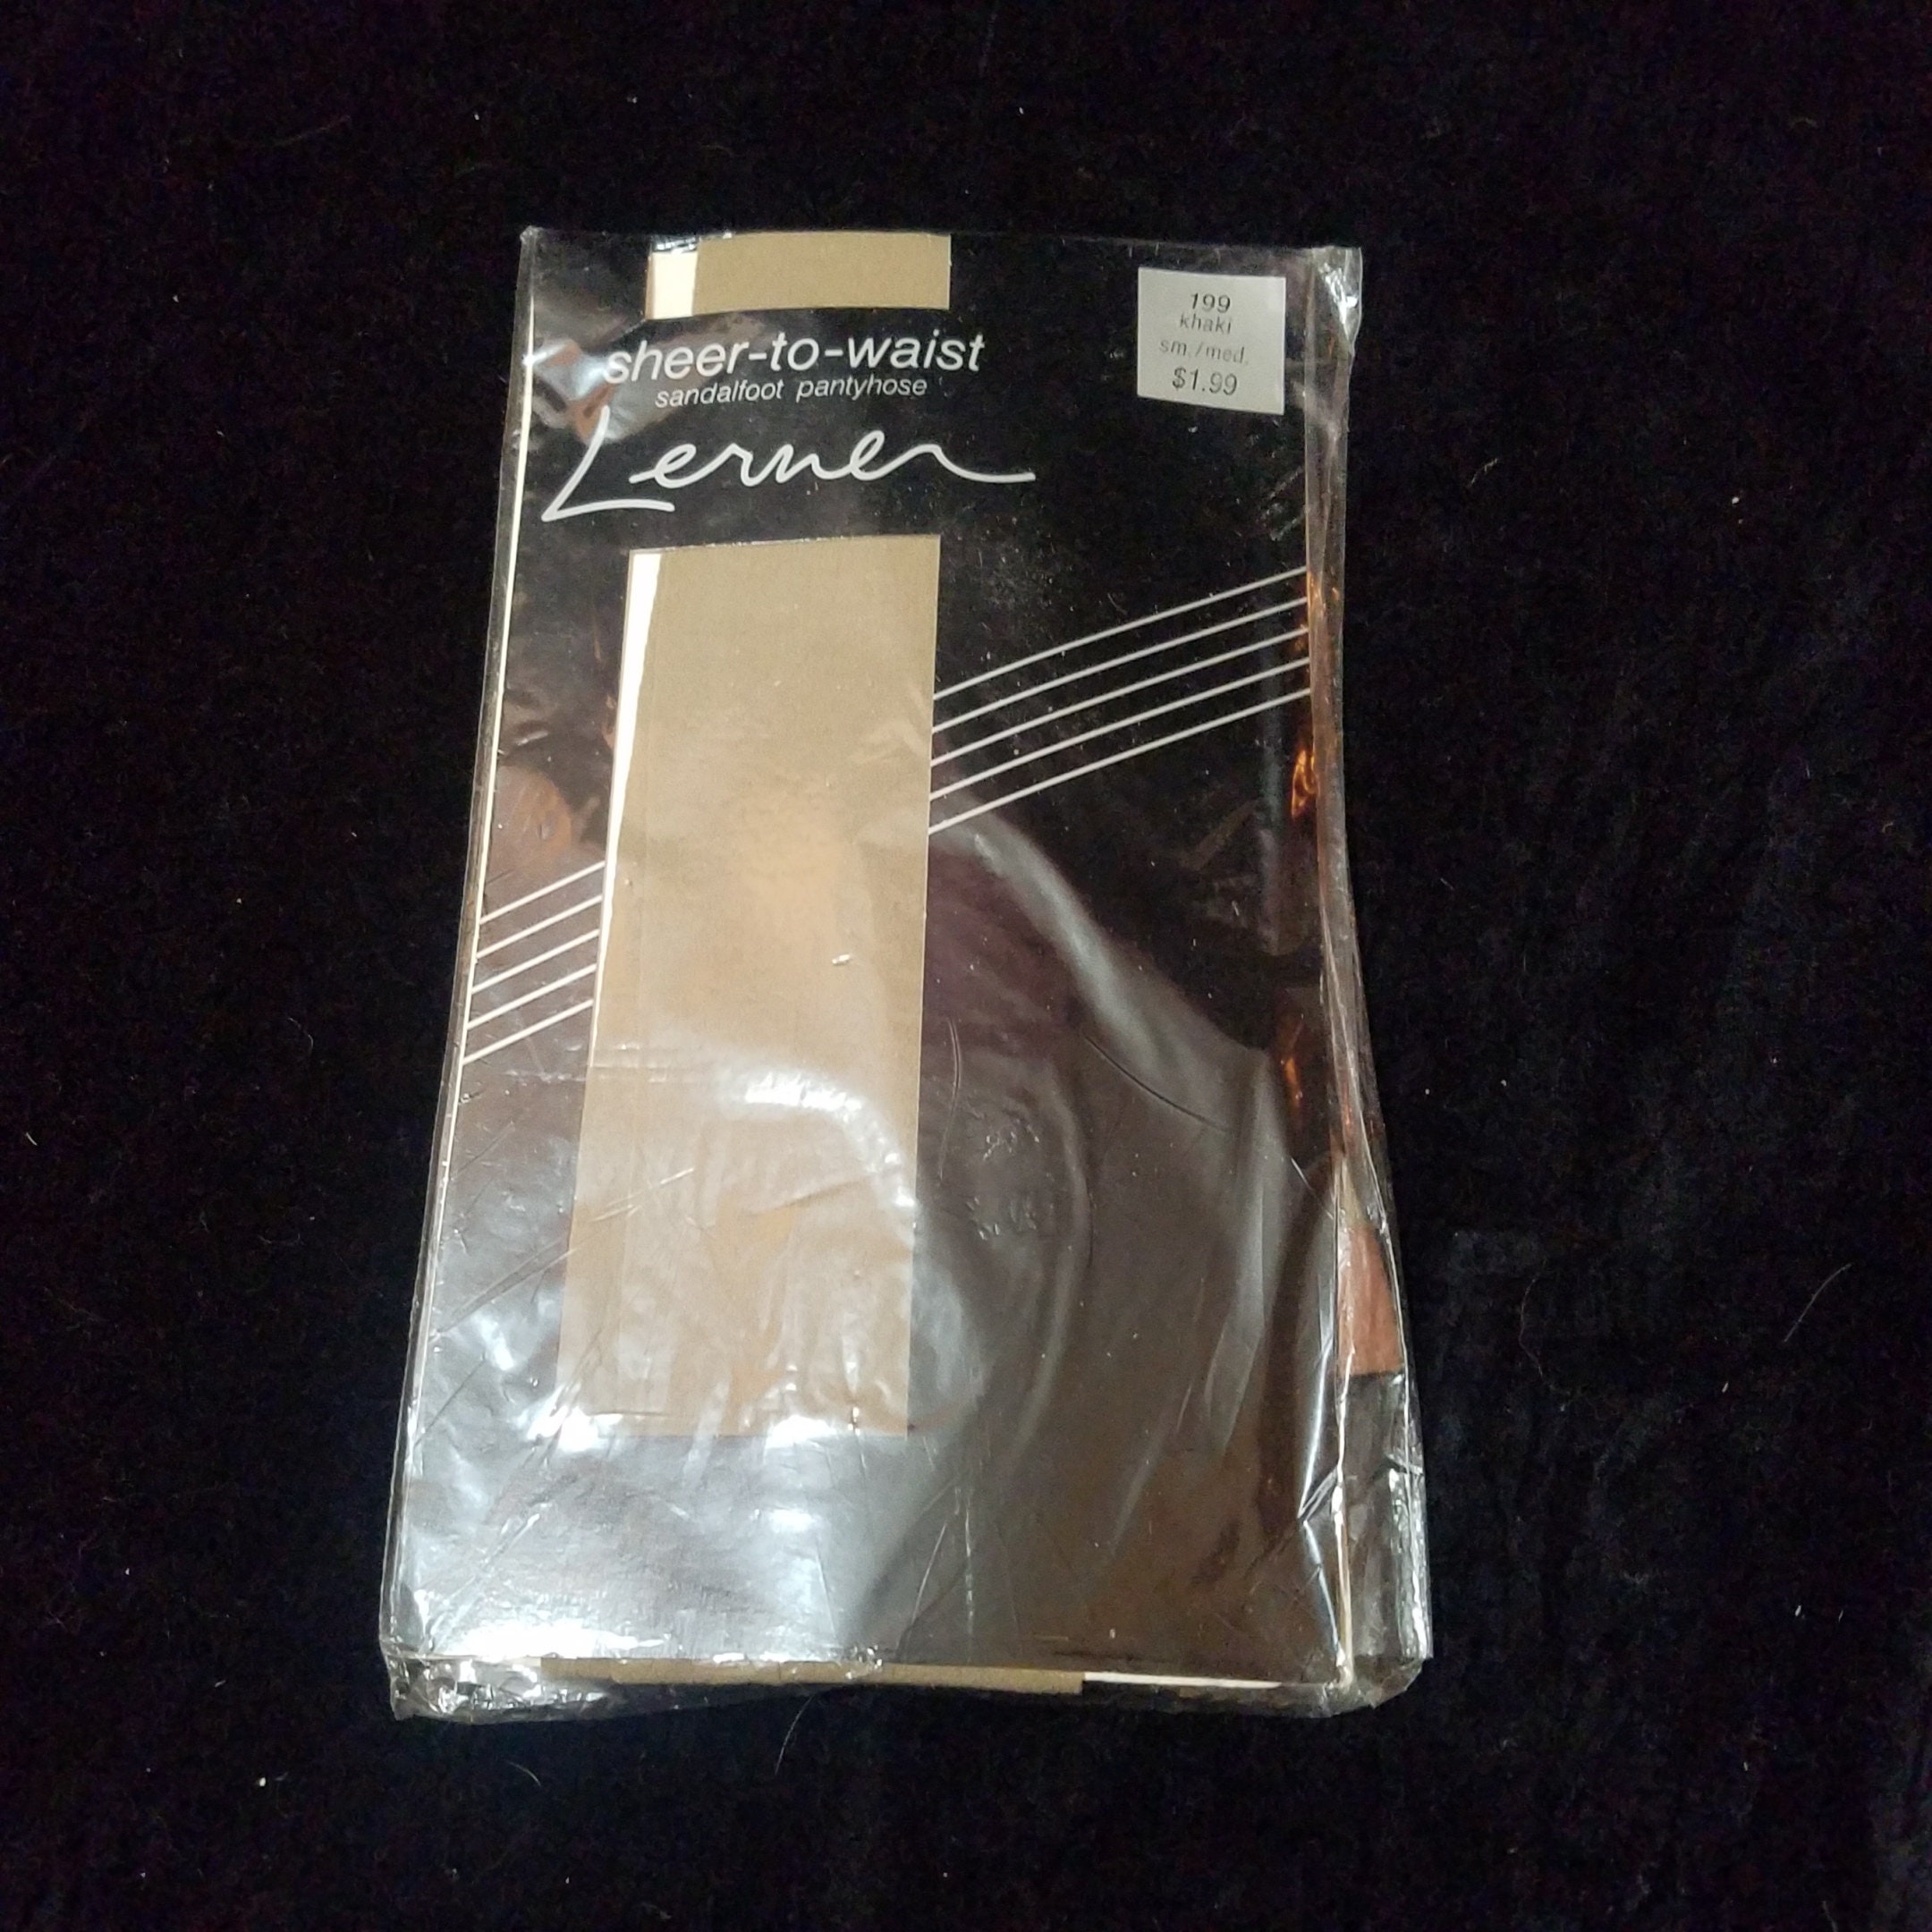 sheer-to-waist
sandalfoot pantyhose
Lerner
199
khaki
sm./med.
$1.99